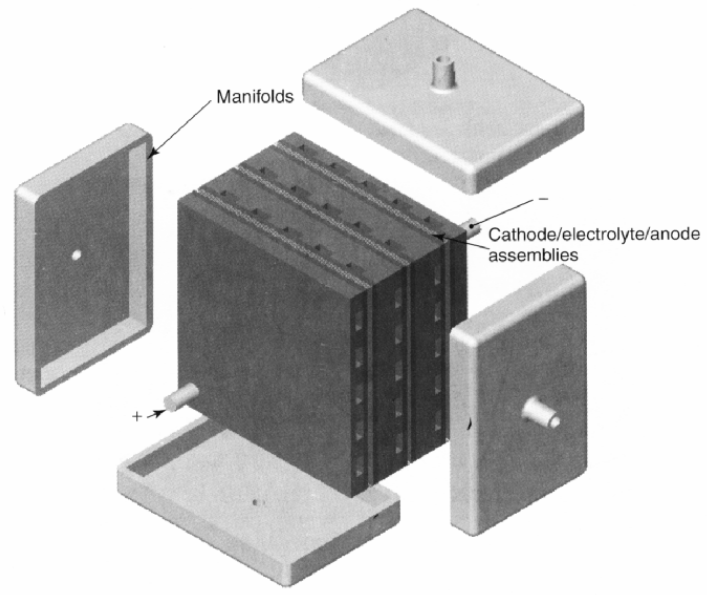 Manifolds
−
Cathode/electrolyte/anode
assemblies
+